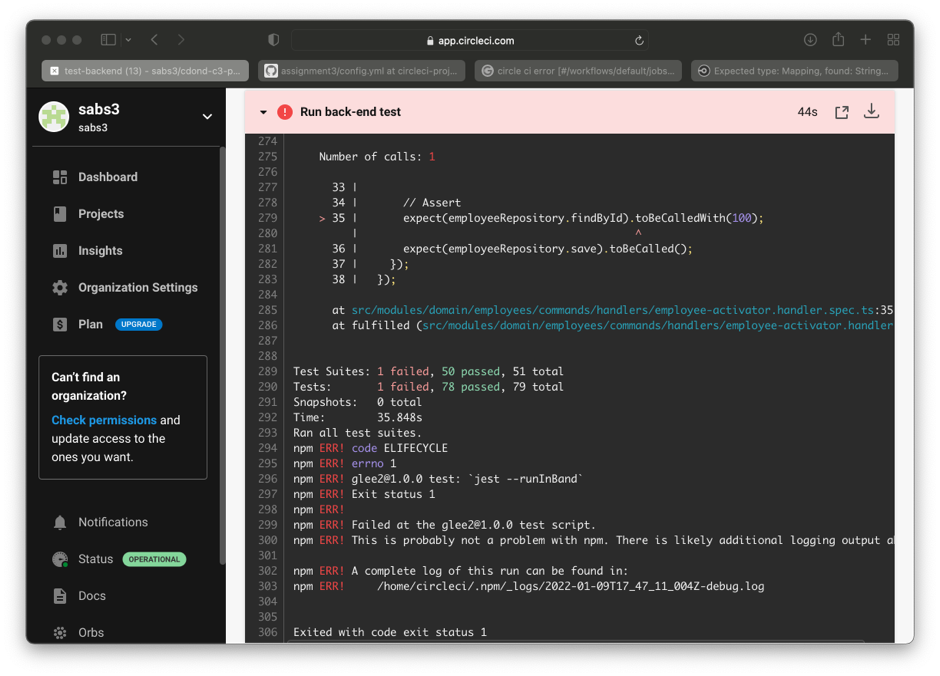 app.circleci.com
test-backend (13) - sabs3/cdond-c3-p...
assignment3/config.yml at circleci-proj...
circle ci error [#/workflows/default/jobs...
Expected type: Mapping, found: String...
sabs3
sabs3
Dashboard
Projects
Insights
Organization Settings
Plan UPGRADE
Can't find an
organization?
Check permissions and
update access to the
ones you want.
Notifications
Status OPERATIONAL
Docs
Orbs
Run back-end test 44s
274
275 Number of calls: 1
276
277 33 |
278 34 | // Assert
279 > 35 | expect(employeeRepository.findById).toBeCalledWith(100);
280 | ^
281 36 | expect(employeeRepository.save).toBeCalled();
282 37 | });
283 38 | });
284
285 at src/modules/domain/employees/commands/handlers/employee-activator.handler.spec.ts:35
286 at fulfilled (src/modules/domain/employees/commands/handlers/employee-activator.handler
287
288
289 Test Suites: 1 failed, 50 passed, 51 total
290 Tests: 1 failed, 78 passed, 79 total
291 Snapshots: 0 total
292 Time: 35.848s
293 Ran all test suites.
294 npm ERR! code ELIFECYCLE
295 npm ERR! errno 1
296 npm ERR! glee2@1.0.0 test: `jest --runInBand`
297 npm ERR! Exit status 1
298 npm ERR!
299 npm ERR! Failed at the glee2@1.0.0 test script.
300 npm ERR! This is probably not a problem with npm. There is likely additional logging output a
301
302 npm ERR! A complete log of this run can be found in:
303 npm ERR! /home/circleci/.npm/_logs/2022-01-09T17_47_11_004Z-debug.log
304
305
306 Exited with code exit status 1